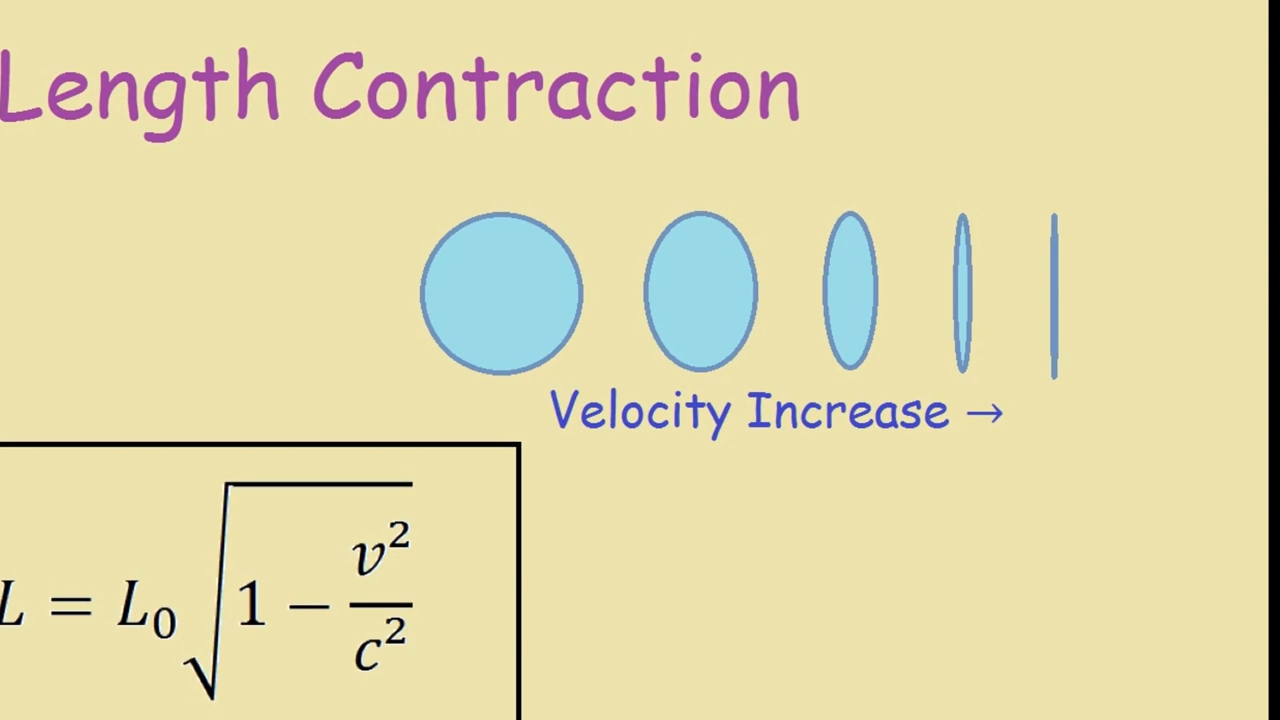 Length Contraction
Velocity Increase →
L = L₀ √(1 − v²/c²)